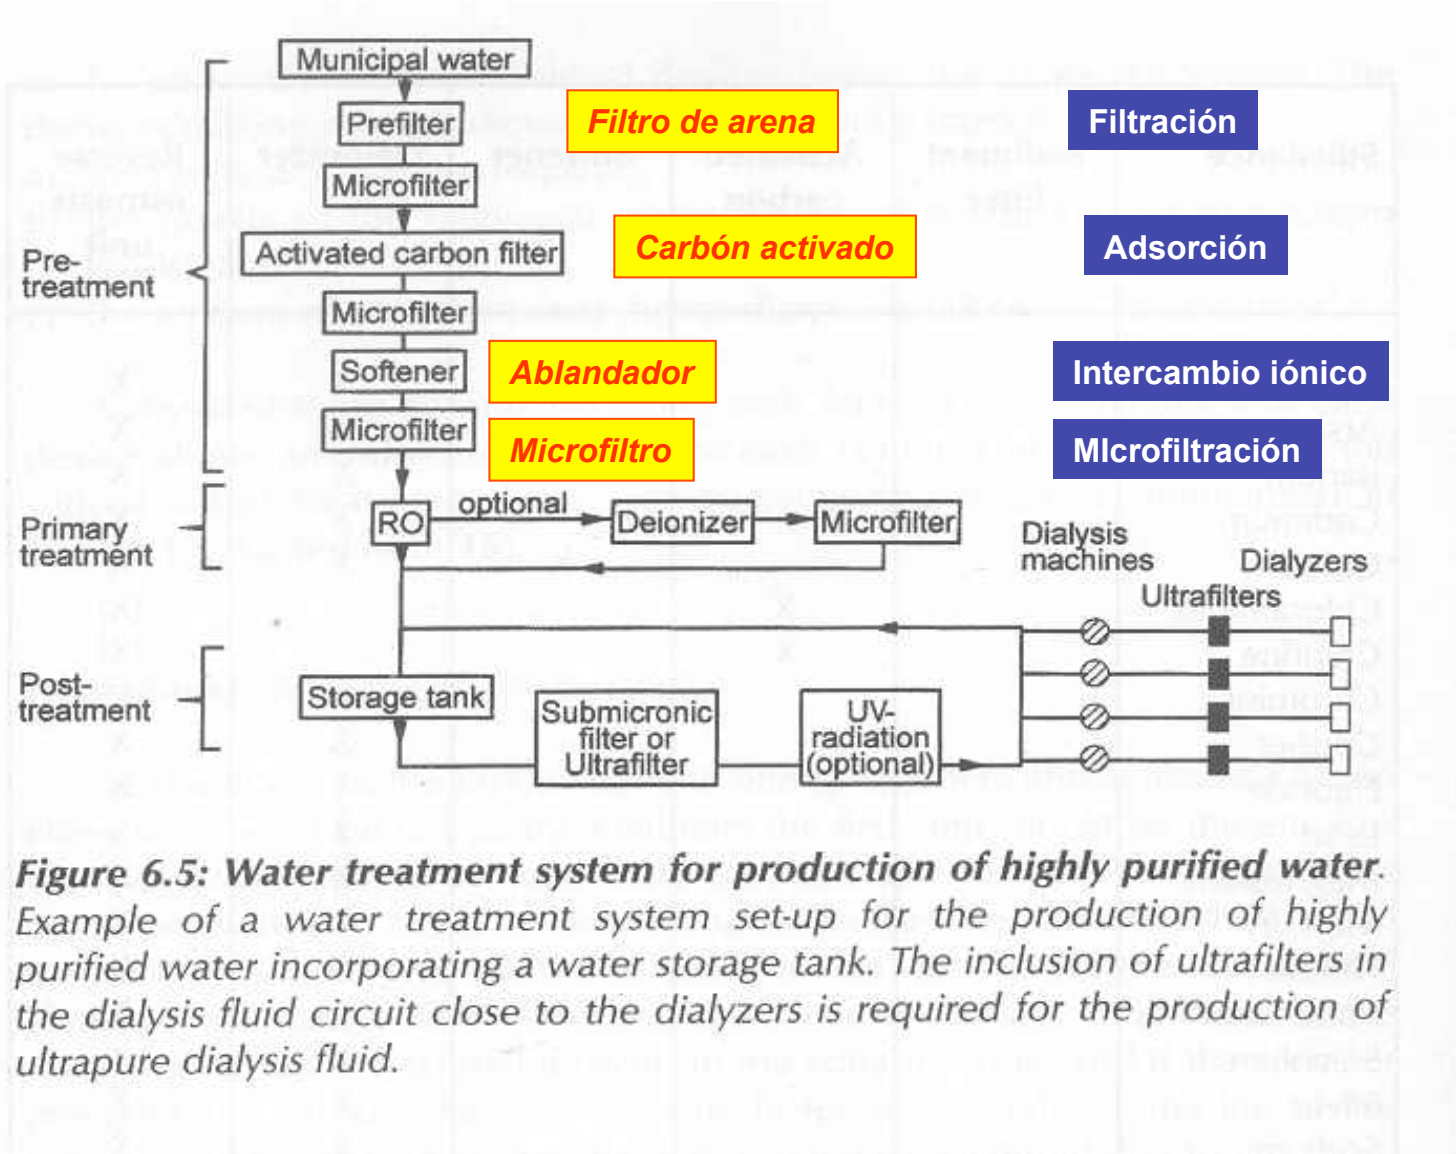 Municipal water
Prefilter
Filtro de arena
Filtración
Microfilter
Activated carbon filter
Carbón activado
Adsorción
Pre-
treatment
Microfilter
Softener
Ablandador
Intercambio iónico
Microfilter
Microfiltro
MIcrofiltración
Primary
treatment
RO
optional
Deionizer
Microfilter
Dialysis
machines
Ultrafilters
Dialyzers
Post-
treatment
Storage tank
Submicronic
filter or
Ultrafilter
UV-
radiation
(optional)
Figure 6.5: Water treatment system for production of highly purified water.
Example of a water treatment system set-up for the production of highly
purified water incorporating a water storage tank. The inclusion of ultrafilters in
the dialysis fluid circuit close to the dialyzers is required for the production of
ultrapure dialysis fluid.